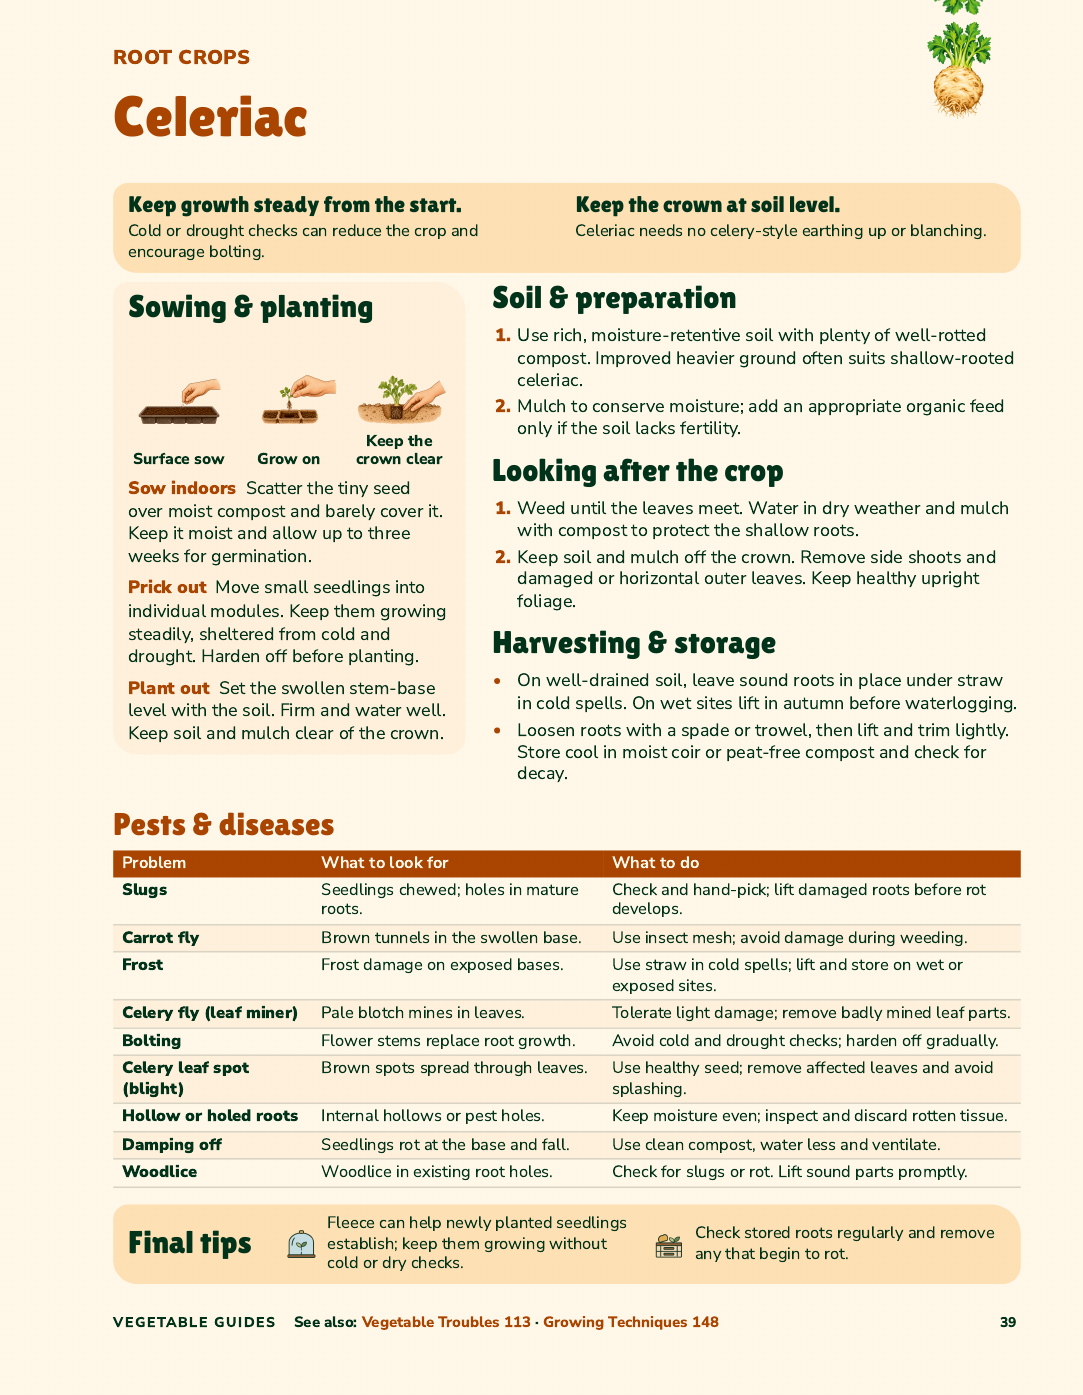 ROOT CROPS
Celeriac
Keep growth steady from the start.
Cold or drought checks can reduce the crop and
encourage bolting.
Keep the crown at soil level.
Celeriac needs no celery-style earthing up or blanching.
Sowing & planting
Surface sow
Grow on
Keep the
crown clear
Sow indoors Scatter the tiny seed
over moist compost and barely cover it.
Keep it moist and allow up to three
weeks for germination.
Prick out Move small seedlings into
individual modules. Keep them growing
steadily, sheltered from cold and
drought. Harden off before planting.
Plant out Set the swollen stem-base
level with the soil. Firm and water well.
Keep soil and mulch clear of the crown.
Soil & preparation
1. Use rich, moisture-retentive soil with plenty of well-rotted
compost. Improved heavier ground often suits shallow-rooted
celeriac.
2. Mulch to conserve moisture; add an appropriate organic feed
only if the soil lacks fertility.
Looking after the crop
1. Weed until the leaves meet. Water in dry weather and mulch
with compost to protect the shallow roots.
2. Keep soil and mulch off the crown. Remove side shoots and
damaged or horizontal outer leaves. Keep healthy upright
foliage.
Harvesting & storage
• On well-drained soil, leave sound roots in place under straw
in cold spells. On wet sites lift in autumn before waterlogging.
• Loosen roots with a spade or trowel, then lift and trim lightly.
Store cool in moist coir or peat-free compost and check for
decay.
Pests & diseases
Problem What to look for What to do
Slugs Seedlings chewed; holes in mature Check and hand-pick; lift damaged roots before rot
roots. develops.
Carrot fly Brown tunnels in the swollen base. Use insect mesh; avoid damage during weeding.
Frost Frost damage on exposed bases. Use straw in cold spells; lift and store on wet or
exposed sites.
Celery fly (leaf miner) Pale blotch mines in leaves. Tolerate light damage; remove badly mined leaf parts.
Bolting Flower stems replace root growth. Avoid cold and drought checks; harden off gradually.
Celery leaf spot Brown spots spread through leaves. Use healthy seed; remove affected leaves and avoid
(blight) splashing.
Hollow or holed roots Internal hollows or pest holes. Keep moisture even; inspect and discard rotten tissue.
Damping off Seedlings rot at the base and fall. Use clean compost, water less and ventilate.
Woodlice Woodlice in existing root holes. Check for slugs or rot. Lift sound parts promptly.
Final tips
Fleece can help newly planted seedlings
establish; keep them growing without
cold or dry checks.
Check stored roots regularly and remove
any that begin to rot.
VEGETABLE GUIDES See also: Vegetable Troubles 113 · Growing Techniques 148 39